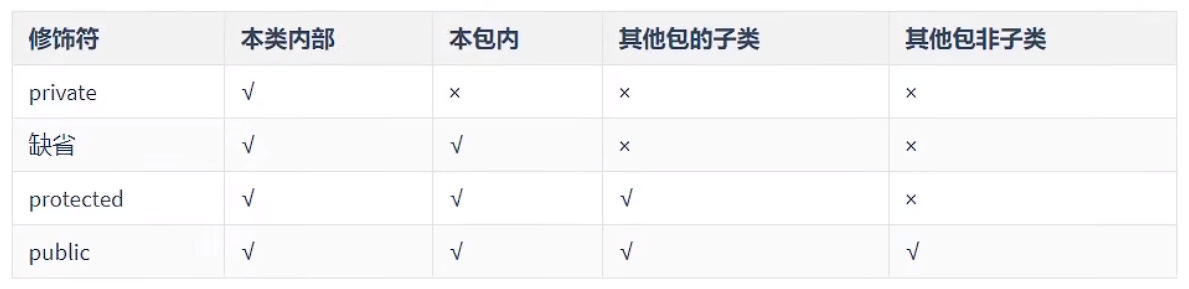 修饰符 本类内部 本包内 其他包的子类 其他包非子类
private √ × × ×
缺省 √ √ × ×
protected √ √ √ ×
public √ √ √ √